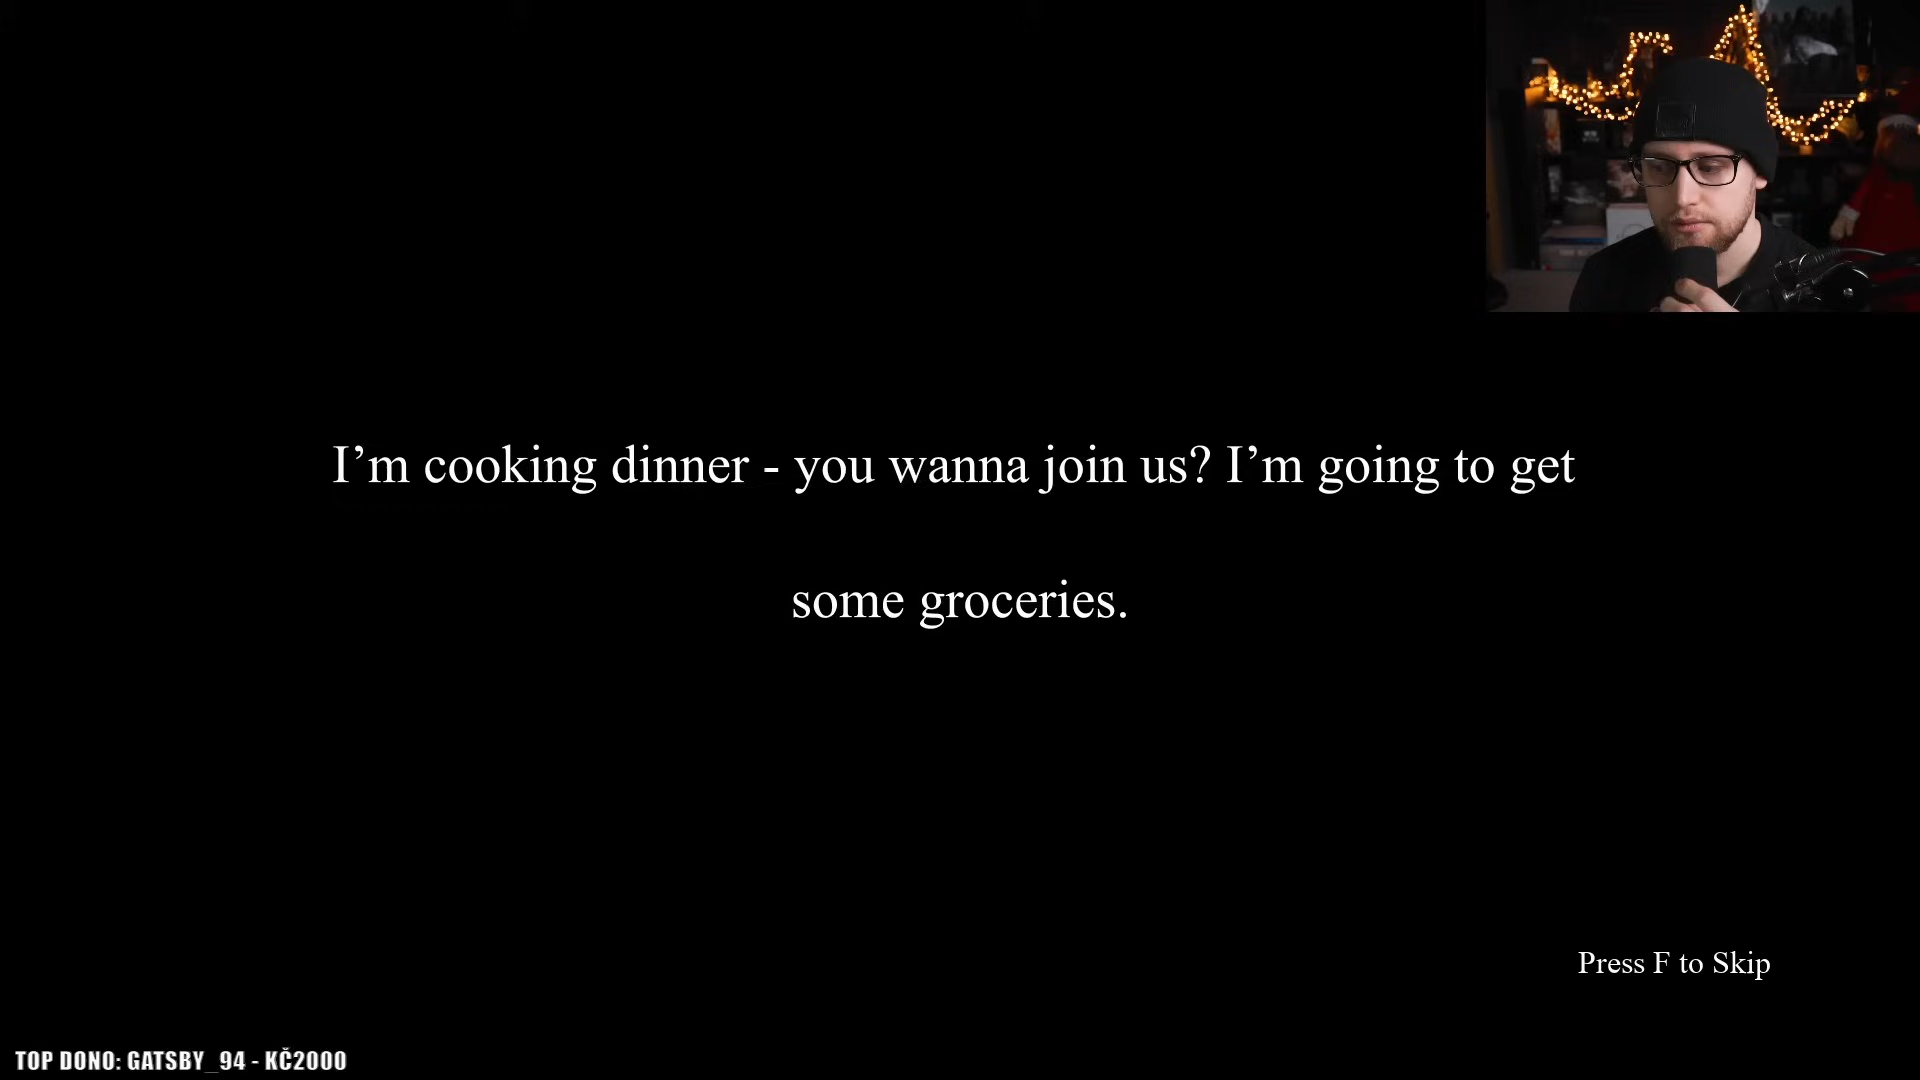 I’m cooking dinner - you wanna join us? I’m going to get
some groceries.
Press F to Skip
TOP DONO: GATSBY_94 - KČ2000